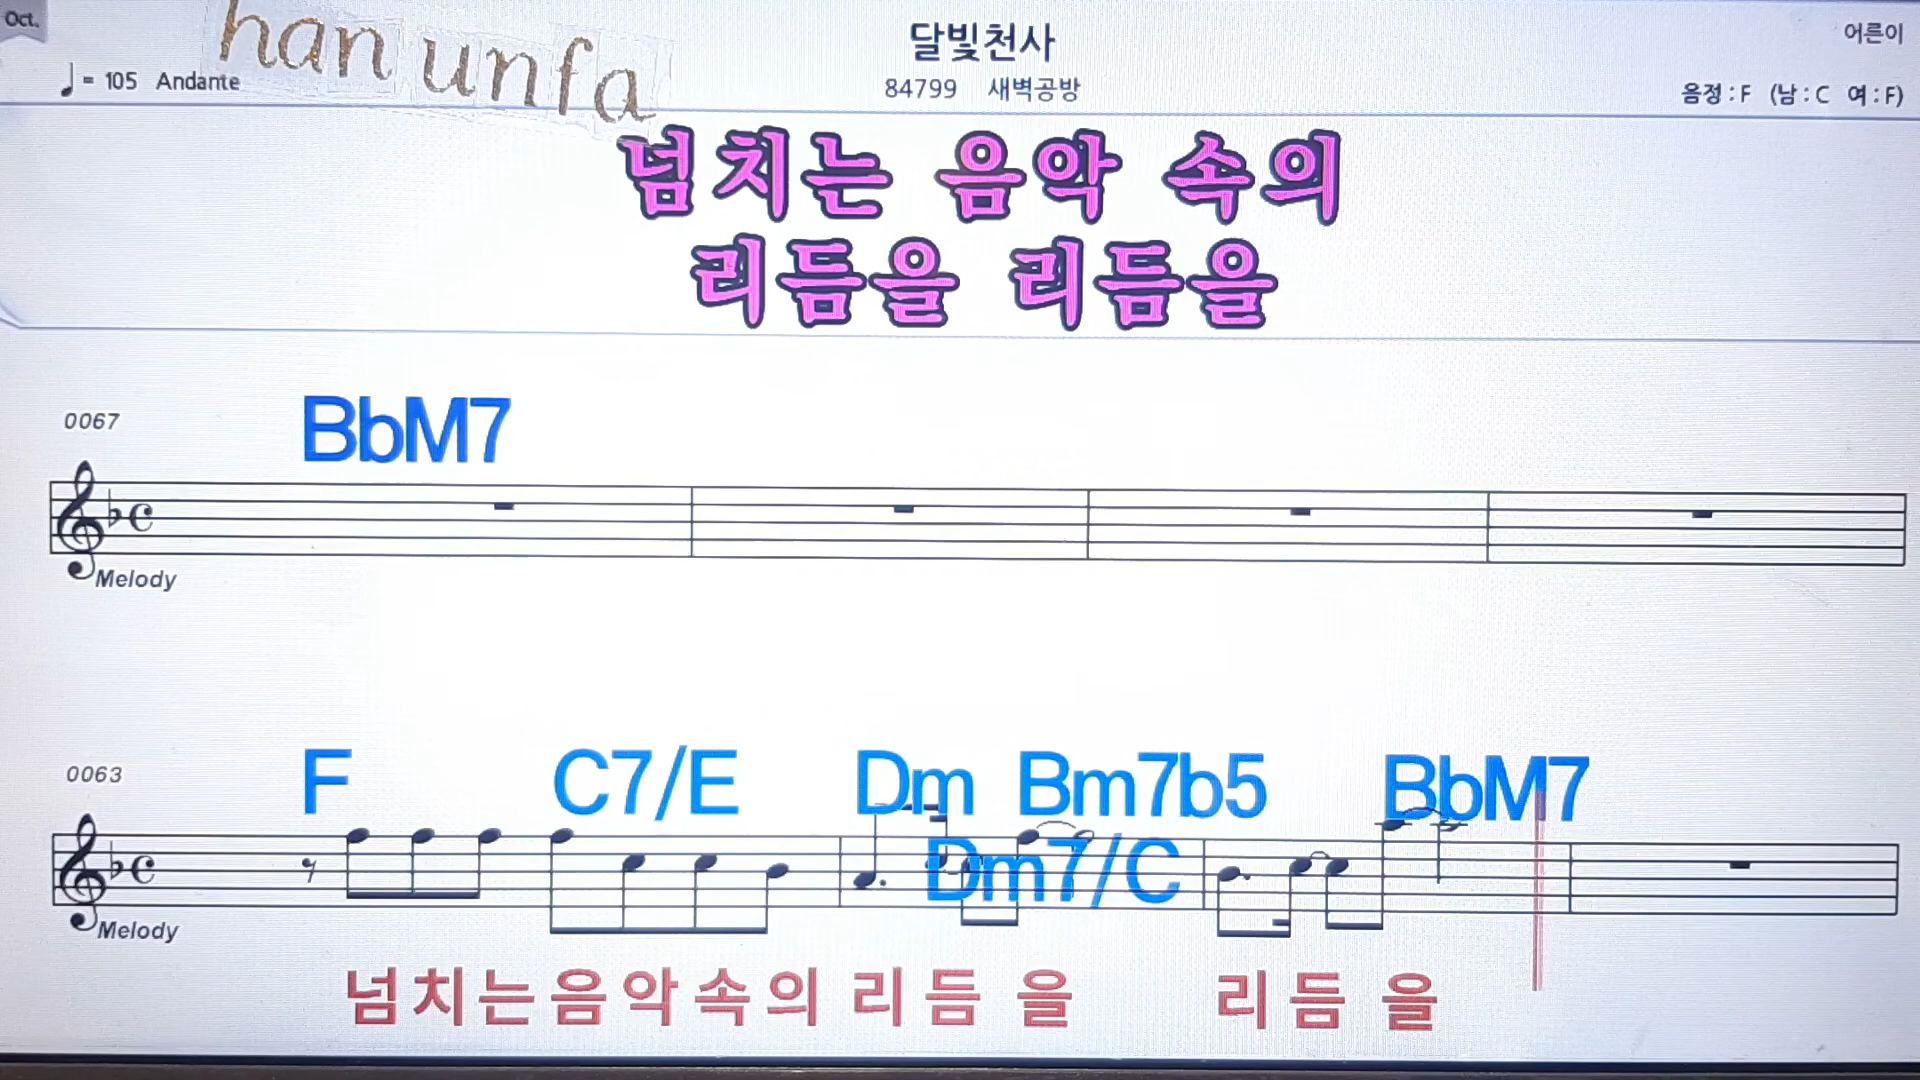 Oct.
han unfa
달빛천사
어른이
♩= 105 Andante
84799 새벽공방
음정 : F (남 : C 여 : F)
넘치는 음악 속의
리듬을 리듬을
0067
BbM7
Melody
0063
F C7/E Dm Bm7b5 BbM7
Dm7/C
Melody
넘치는음악속의 리듬 을 리듬 을